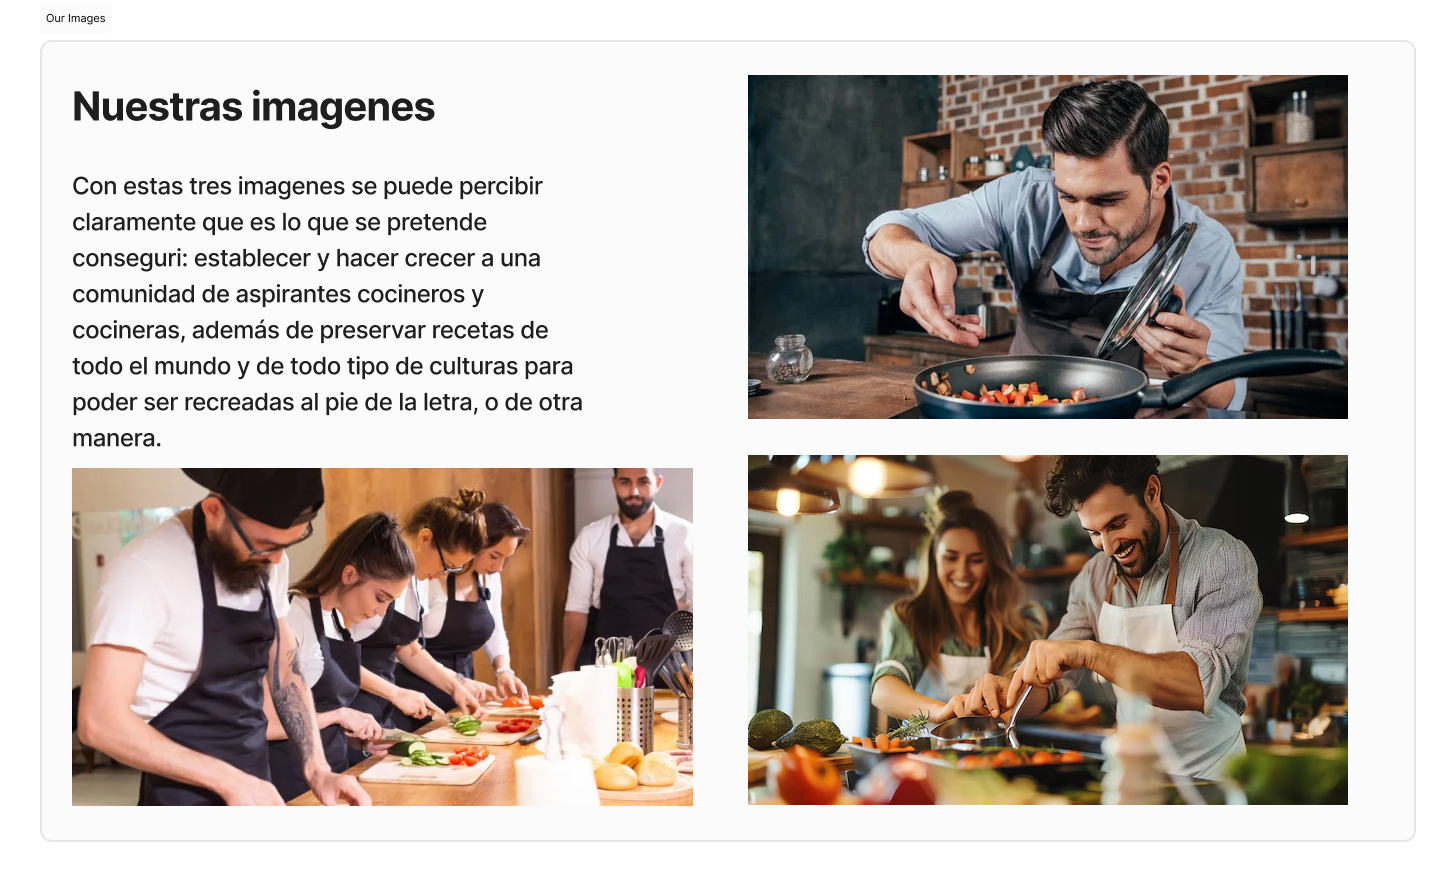 Our Images
Nuestras imagenes
Con estas tres imagenes se puede percibir
claramente que es lo que se pretende
conseguri: establecer y hacer crecer a una
comunidad de aspirantes cocineros y
cocineras, además de preservar recetas de
todo el mundo y de todo tipo de culturas para
poder ser recreadas al pie de la letra, o de otra
manera.